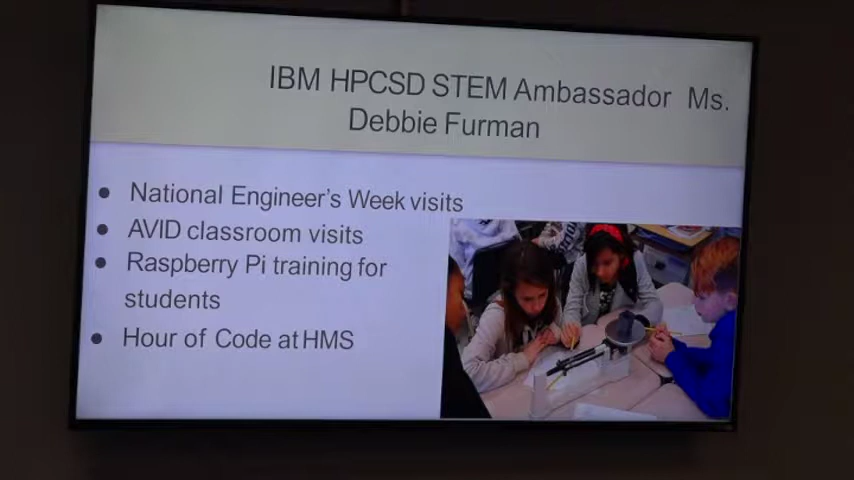 IBM HPCSD STEM Ambassador Ms.
Debbie Furman
• National Engineer's Week visits
• AVID classroom visits
• Raspberry Pi training for
students
• Hour of Code at HMS